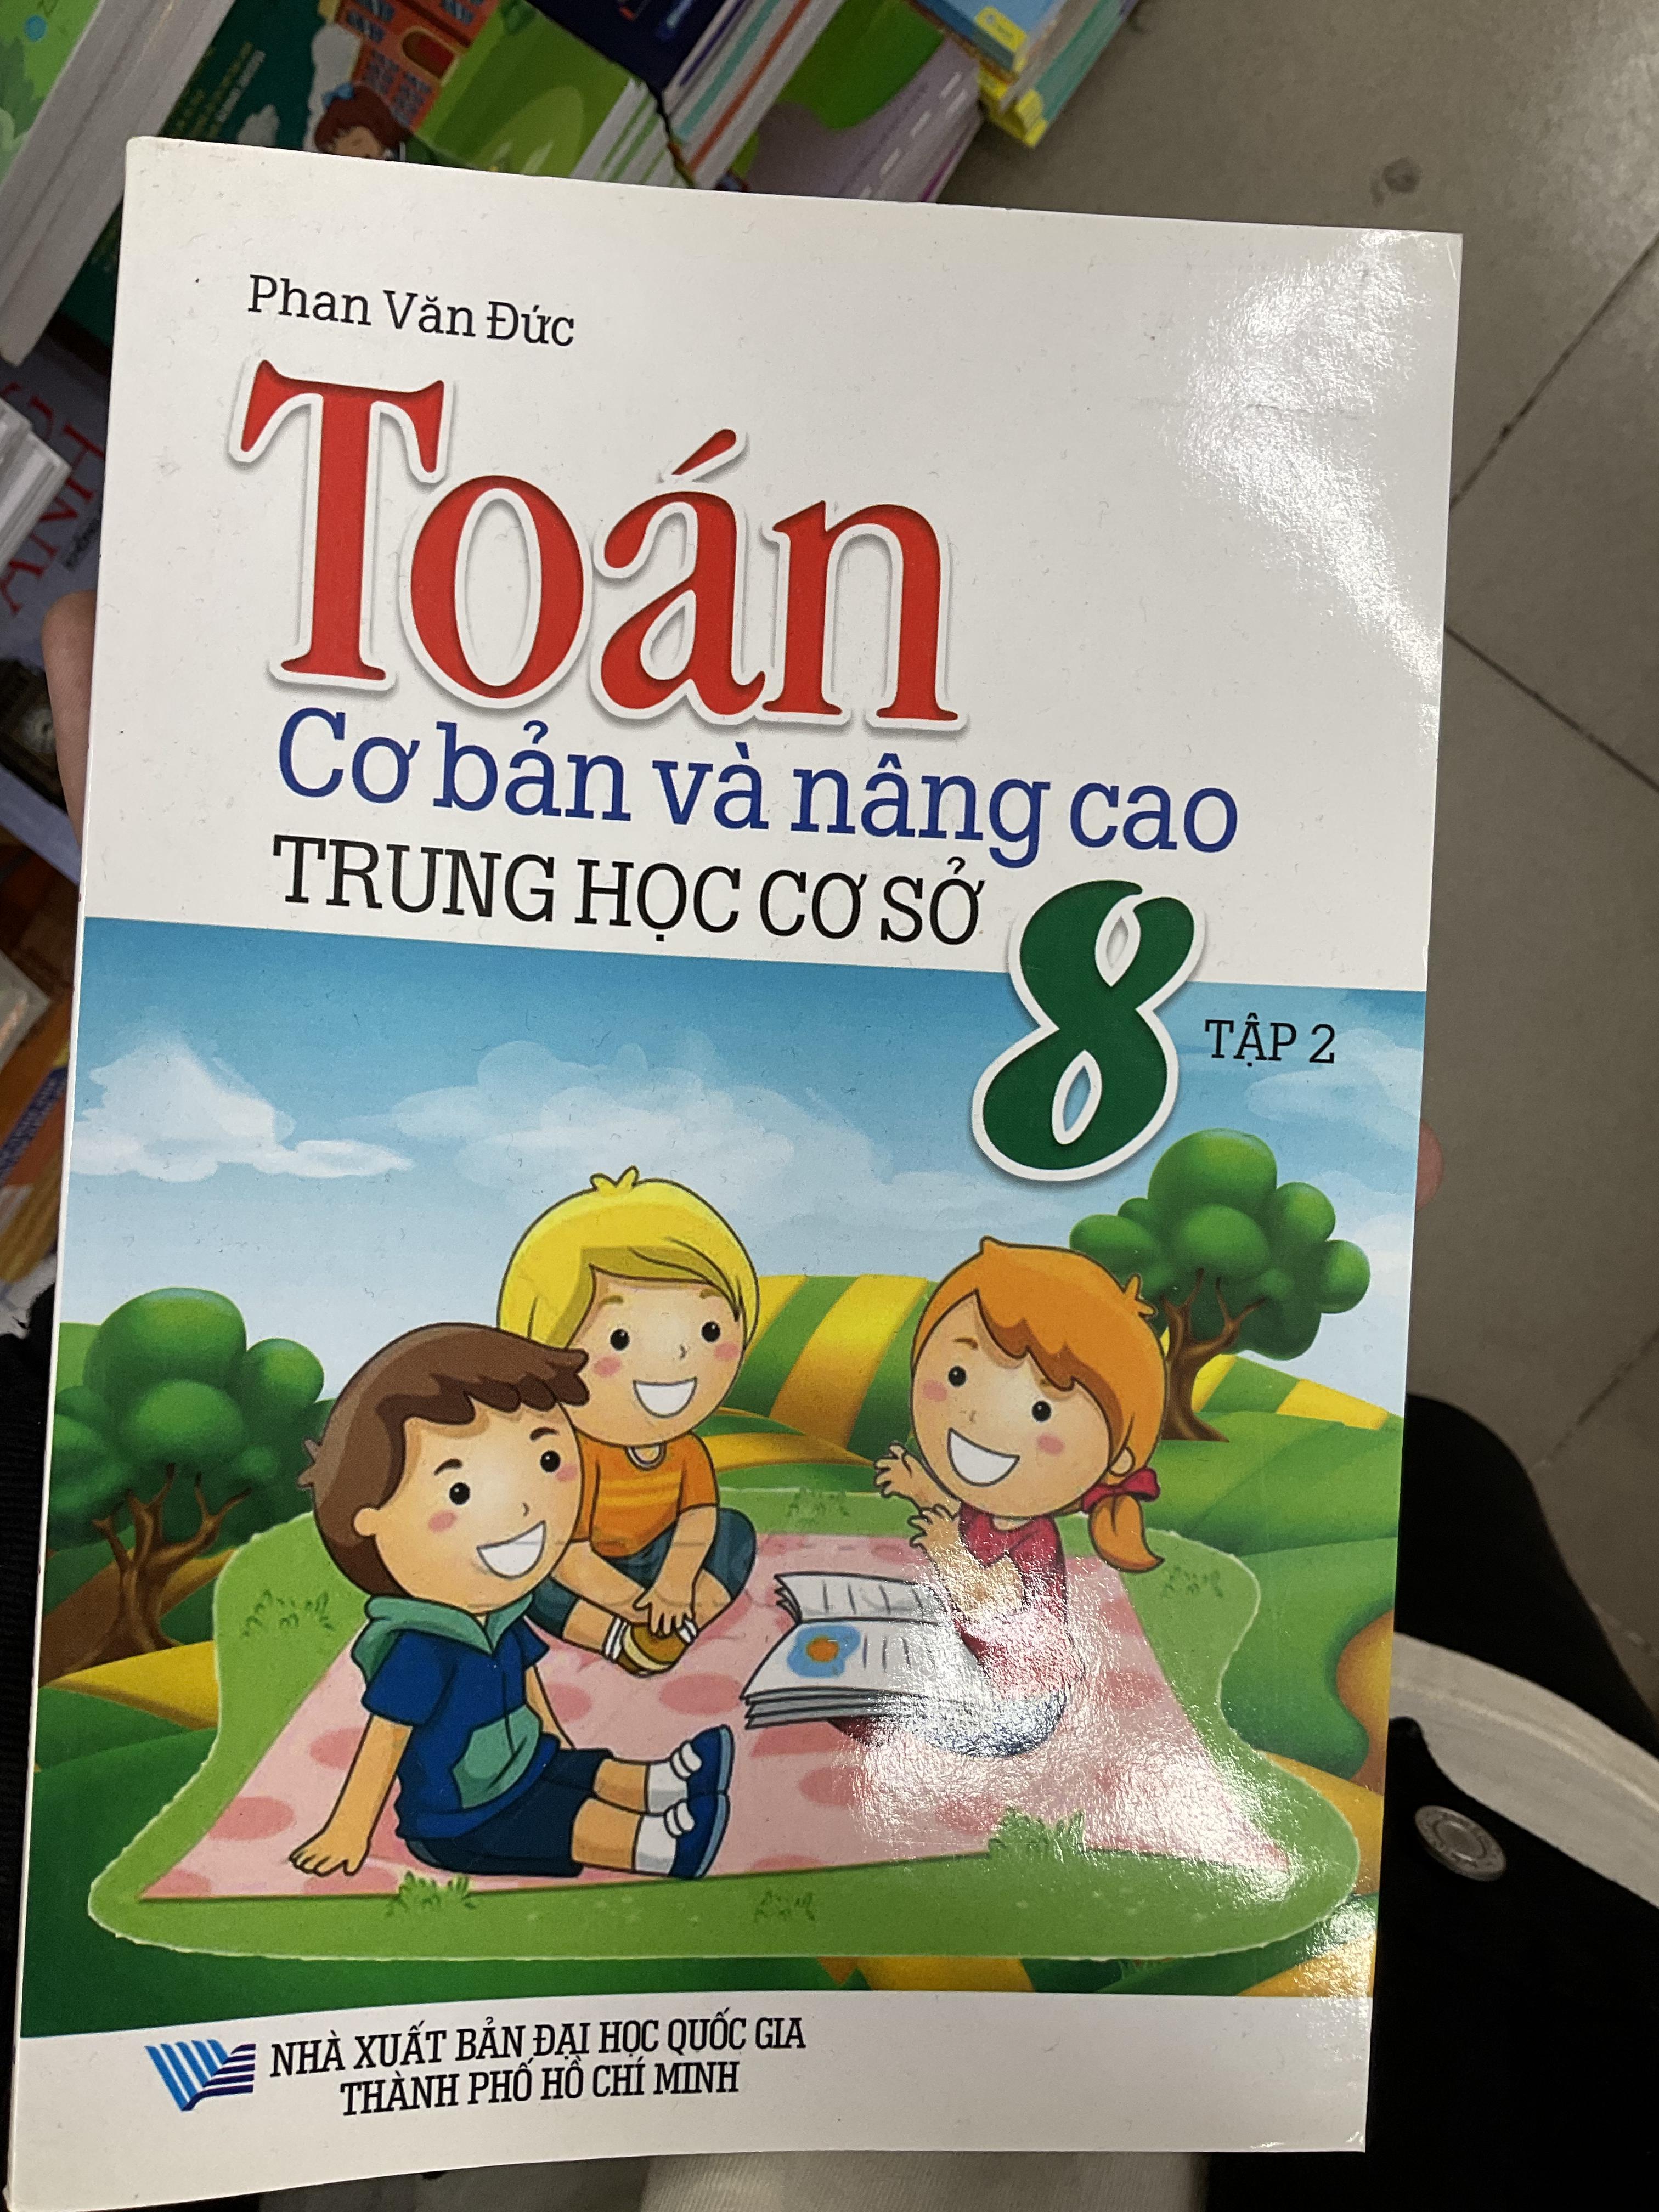 Phan Văn Đức
Toán
Cơ bản và nâng cao
TRUNG HỌC CƠ SỞ 8
TẬP 2
NHÀ XUẤT BẢN ĐẠI HỌC QUỐC GIA
THÀNH PHỐ HỒ CHÍ MINH